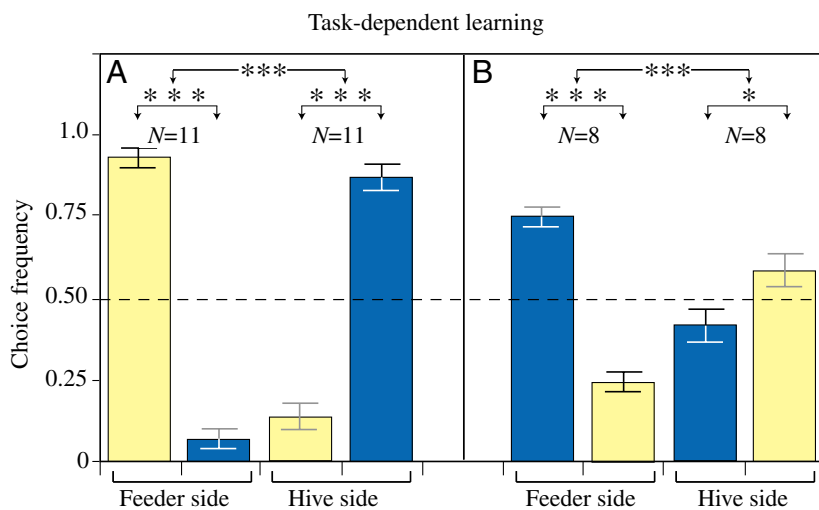 Task-dependent learning
A
***
B
***
* * *
* * *
* * *
*
N=11
N=11
N=8
N=8
1.0
0.75
0.50
0.25
0
Choice frequency
Feeder side
Hive side
Feeder side
Hive side